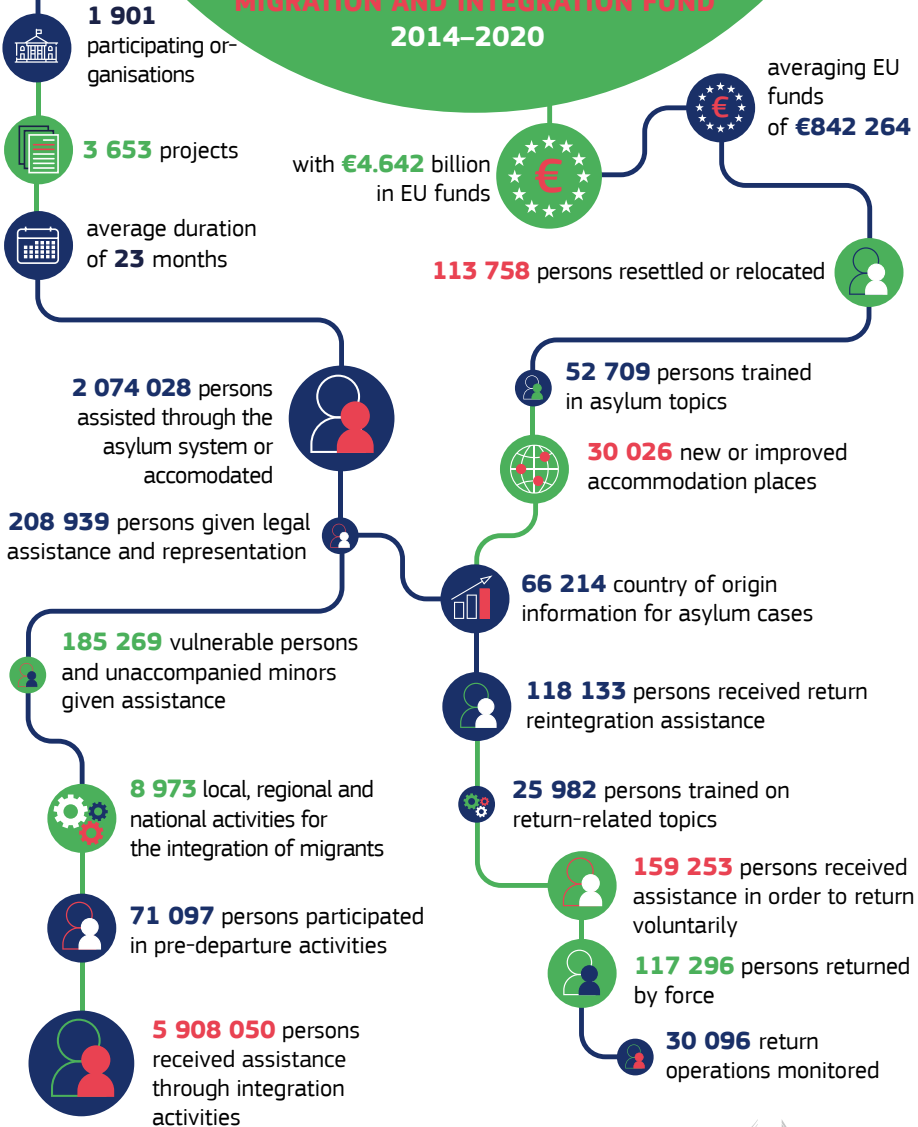 MIGRATION AND INTEGRATION FUND
2014–2020
1 901
participating or-
ganisations
3 653 projects
average duration
of 23 months
with €4.642 billion
in EU funds
€
averaging EU
funds
of €842 264
€
113 758 persons resettled or relocated
2 074 028 persons
assisted through the
asylum system or
accomodated
52 709 persons trained
in asylum topics
30 026 new or improved
accommodation places
208 939 persons given legal
assistance and representation
66 214 country of origin
information for asylum cases
185 269 vulnerable persons
and unaccompanied minors
given assistance
118 133 persons received return
reintegration assistance
8 973 local, regional and
national activities for
the integration of migrants
25 982 persons trained on
return-related topics
71 097 persons participated
in pre-departure activities
159 253 persons received
assistance in order to return
voluntarily
117 296 persons returned
by force
5 908 050 persons
received assistance
through integration
activities
30 096 return
operations monitored